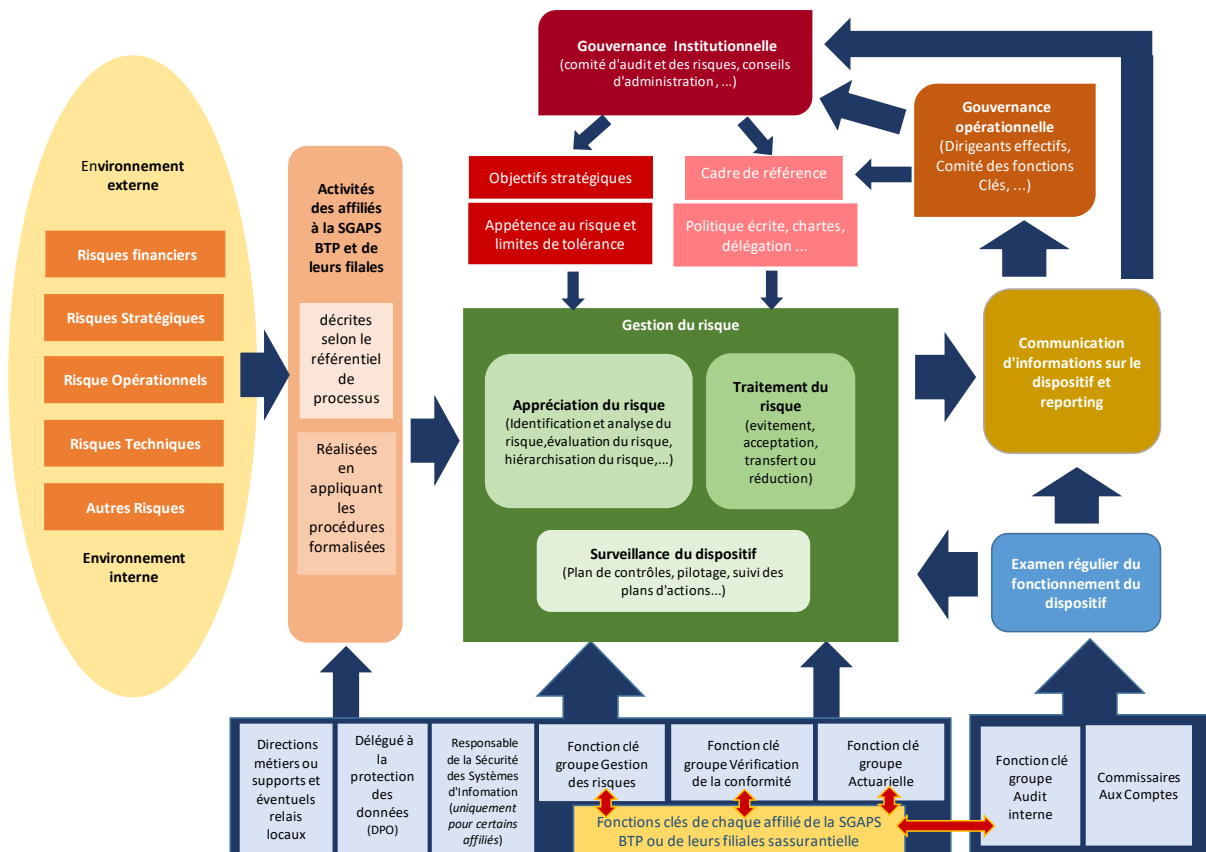 Gouvernance Institutionnelle
(comité d'audit et des risques, conseils
d'administration , ...)
Gouvernance
opérationnelle
(Dirigeants effectifs,
Comité des fonctions
Clés, ...)
Environnement
externe
Risques financiers
Risques Stratégiques
Risque Opérationnels
Risques Techniques
Autres Risques
Environnement
interne
Activités
des affiliés
à la SGAPS
BTP et de
leurs filales
décrites
selon le
référentiel
de
processus
Réalisées
en
appliquant
les
procédures
formalisées
Objectifs stratégiques
Appétence au risque et
limites de tolérance
Cadre de référence
Politique écrite, chartes,
délégation ...
Gestion du risque
Appréciation du risque
(Identification et analyse du
risque,évaluation du risque,
hiérarchisation du risque,...)
Traitement du
risque
(evitement,
acceptation,
transfert ou
réduction)
Surveillance du dispositif
(Plan de contrôles, pilotage, suivi des
plans d'actions...)
Communication
d'informations sur le
dispositif et
reporting
Examen régulier du
fonctionnement du
dispositif
Directions
métiers ou
supports et
éventuels
relais
locaux
Délégué à
la
protection
des
données
(DPO)
Responsable
de la Sécurité
des Systèmes
d'Infomation
(uniquement
pour certains
affiliés)
Fonction clé
groupe Gestion
des risques
Fonction clé
groupe Vérification
de la conformité
Fonction clé
groupe
Actuarielle
Fonctions clés de chaque affilié de la SGAPS
BTP ou de leurs filiales sassurantielle
Fonction clé
groupe
Audit
interne
Commissaires
Aux Comptes